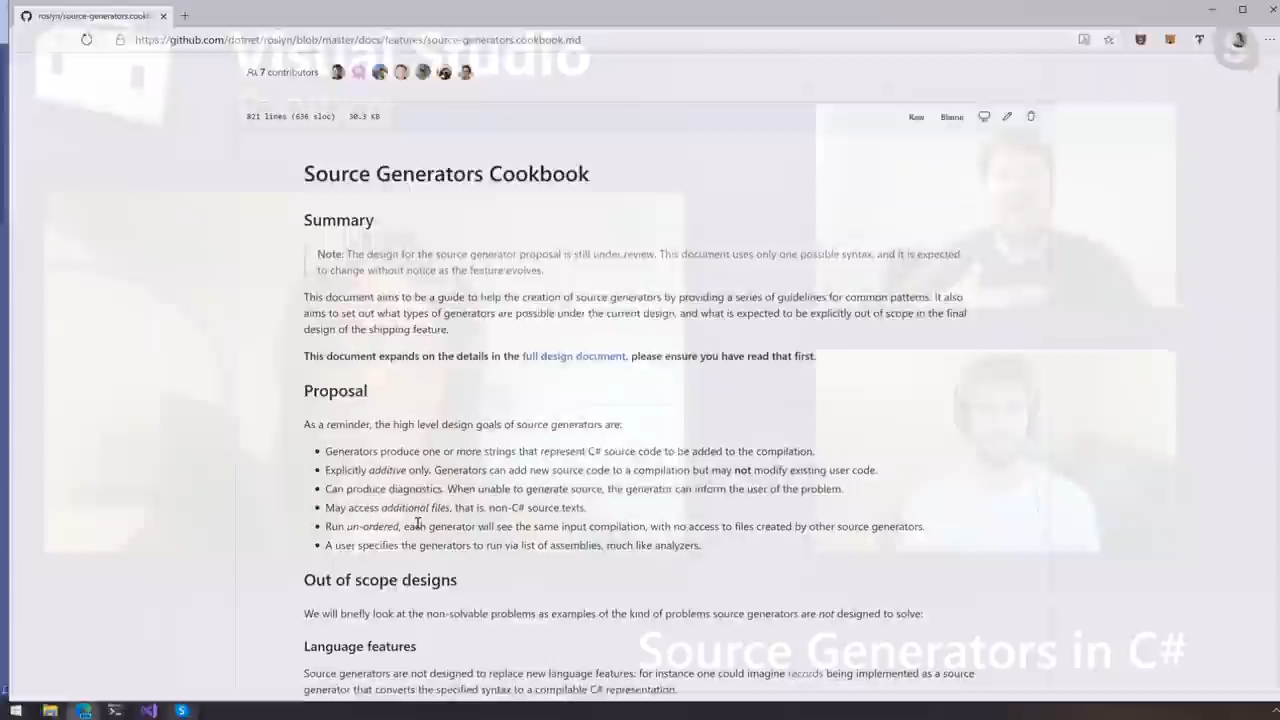 roslyn/source-generators.cookb
https://github.com/dotnet/roslyn/blob/master/docs/features/source-generators.cookbook.md
Visual Studio
7 contributors
821 lines (636 sloc) 30.3 KB
Raw Blame
Source Generators Cookbook
Summary
Note: The design for the source generator proposal is still under review. This document uses only one possible syntax, and it is expected
to change without notice as the feature evolves.
This document aims to be a guide to help the creation of source generators by providing a series of guidelines for common patterns. It also
aims to set out what types of generators are possible under the current design, and what is expected to be explicitly out of scope in the final
design of the shipping feature.
This document expands on the details in the full design document, please ensure you have read that first.
Proposal
As a reminder, the high level design goals of source generators are:
• Generators produce one or more strings that represent C# source code to be added to the compilation.
• Explicitly additive only. Generators can add new source code to a compilation but may not modify existing user code.
• Can produce diagnostics. When unable to generate source, the generator can inform the user of the problem.
• May access additional files, that is, non-C# source texts.
• Run un-ordered, each generator will see the same input compilation, with no access to files created by other source generators.
• A user specifies the generators to run via list of assemblies, much like analyzers.
Out of scope designs
We will briefly look at the non-solvable problems as examples of the kind of problems source generators are not designed to solve:
Language features
Source Generators in C#
Source generators are not designed to replace new language features: for instance one could imagine records being implemented as a source
generator that converts the specified syntax to a compilable C# representation.